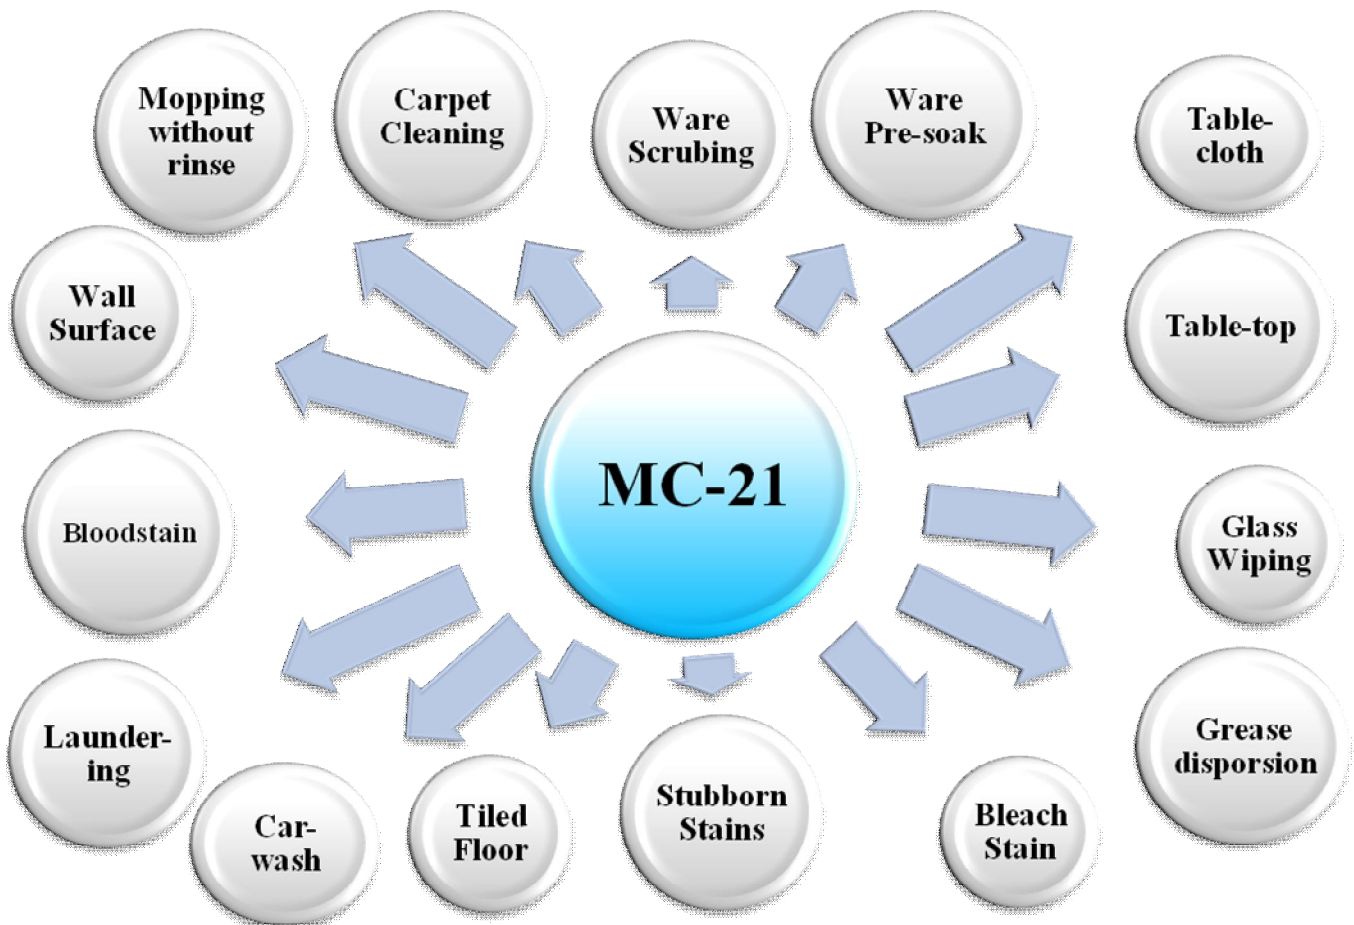 Mopping
without
rinse
Carpet
Cleaning
Ware
Scrubing
Ware
Pre-soak
Table-
cloth
Wall
Surface
Table-top
MC-21
Bloodstain
Glass
Wiping
Launder-
ing
Grease
disporsion
Car-
wash
Tiled
Floor
Stubborn
Stains
Bleach
Stain